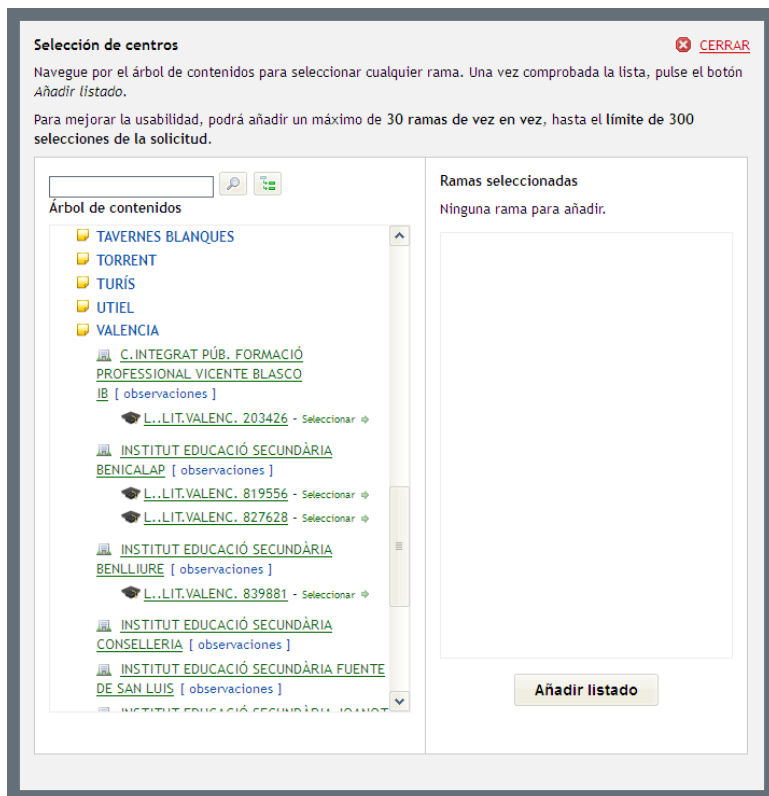 Selección de centros
CERRAR
Navegue por el árbol de contenidos para seleccionar cualquier rama. Una vez comprobada la lista, pulse el botón
Añadir listado.
Para mejorar la usabilidad, podrá añadir un máximo de 30 ramas de vez en vez, hasta el límite de 300
selecciones de la solicitud.
Árbol de contenidos
TAVERNES BLANQUES
TORRENT
TURÍS
UTIEL
VALENCIA
C.INTEGRAT PÚB. FORMACIÓ
PROFESSIONAL VICENTE BLASCO
IB [ observaciones ]
L..LIT.VALENC. 203426 - Seleccionar
INSTITUT EDUCACIÓ SECUNDÀRIA
BENICALAP [ observaciones ]
L..LIT.VALENC. 819556 - Seleccionar
L..LIT.VALENC. 827628 - Seleccionar
INSTITUT EDUCACIÓ SECUNDÀRIA
BENLLIURE [ observaciones ]
L..LIT.VALENC. 839881 - Seleccionar
INSTITUT EDUCACIÓ SECUNDÀRIA
CONSELLERIA [ observaciones ]
INSTITUT EDUCACIÓ SECUNDÀRIA FUENTE
DE SAN LUIS [ observaciones ]
INSTITUT EDUCACIÓ SECUNDÀRIA JOANOT
Ramas seleccionadas
Ninguna rama para añadir.
Añadir listado